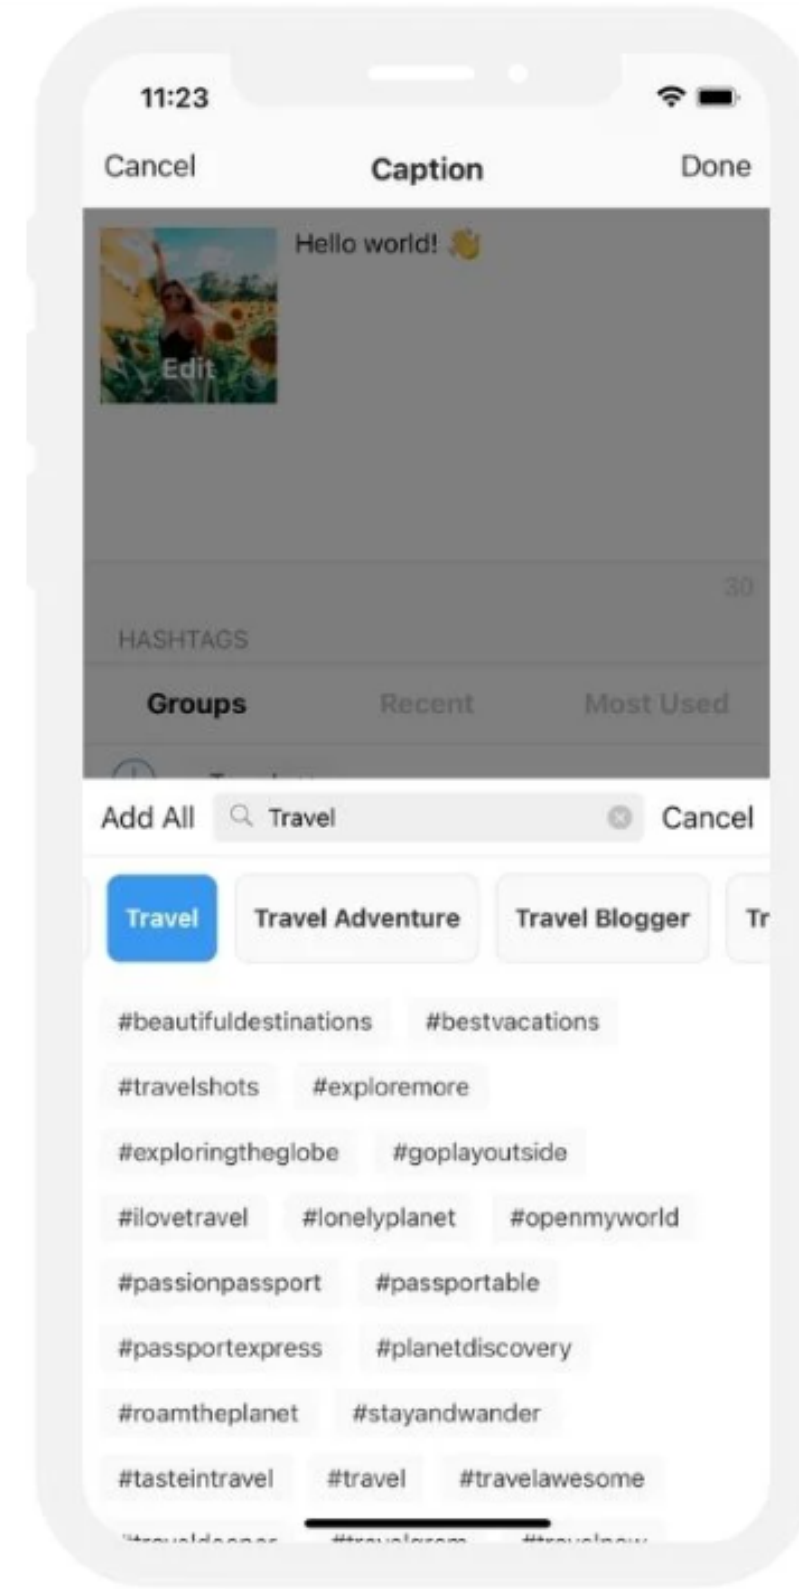 11:23
Cancel Caption Done
Hello world! 👋
Edit
30
HASHTAGS
Groups Recent Most Used
Add All Travel Cancel
Travel Travel Adventure Travel Blogger Tr
#beautifuldestinations #bestvacations
#travelshots #exploremore
#exploringtheglobe #goplayoutside
#ilovetravel #lonelyplanet #openmyworld
#passionpassport #passportable
#passportexpress #planetdiscovery
#roamtheplanet #stayandwander
#tasteintravel #travel #travelawesome